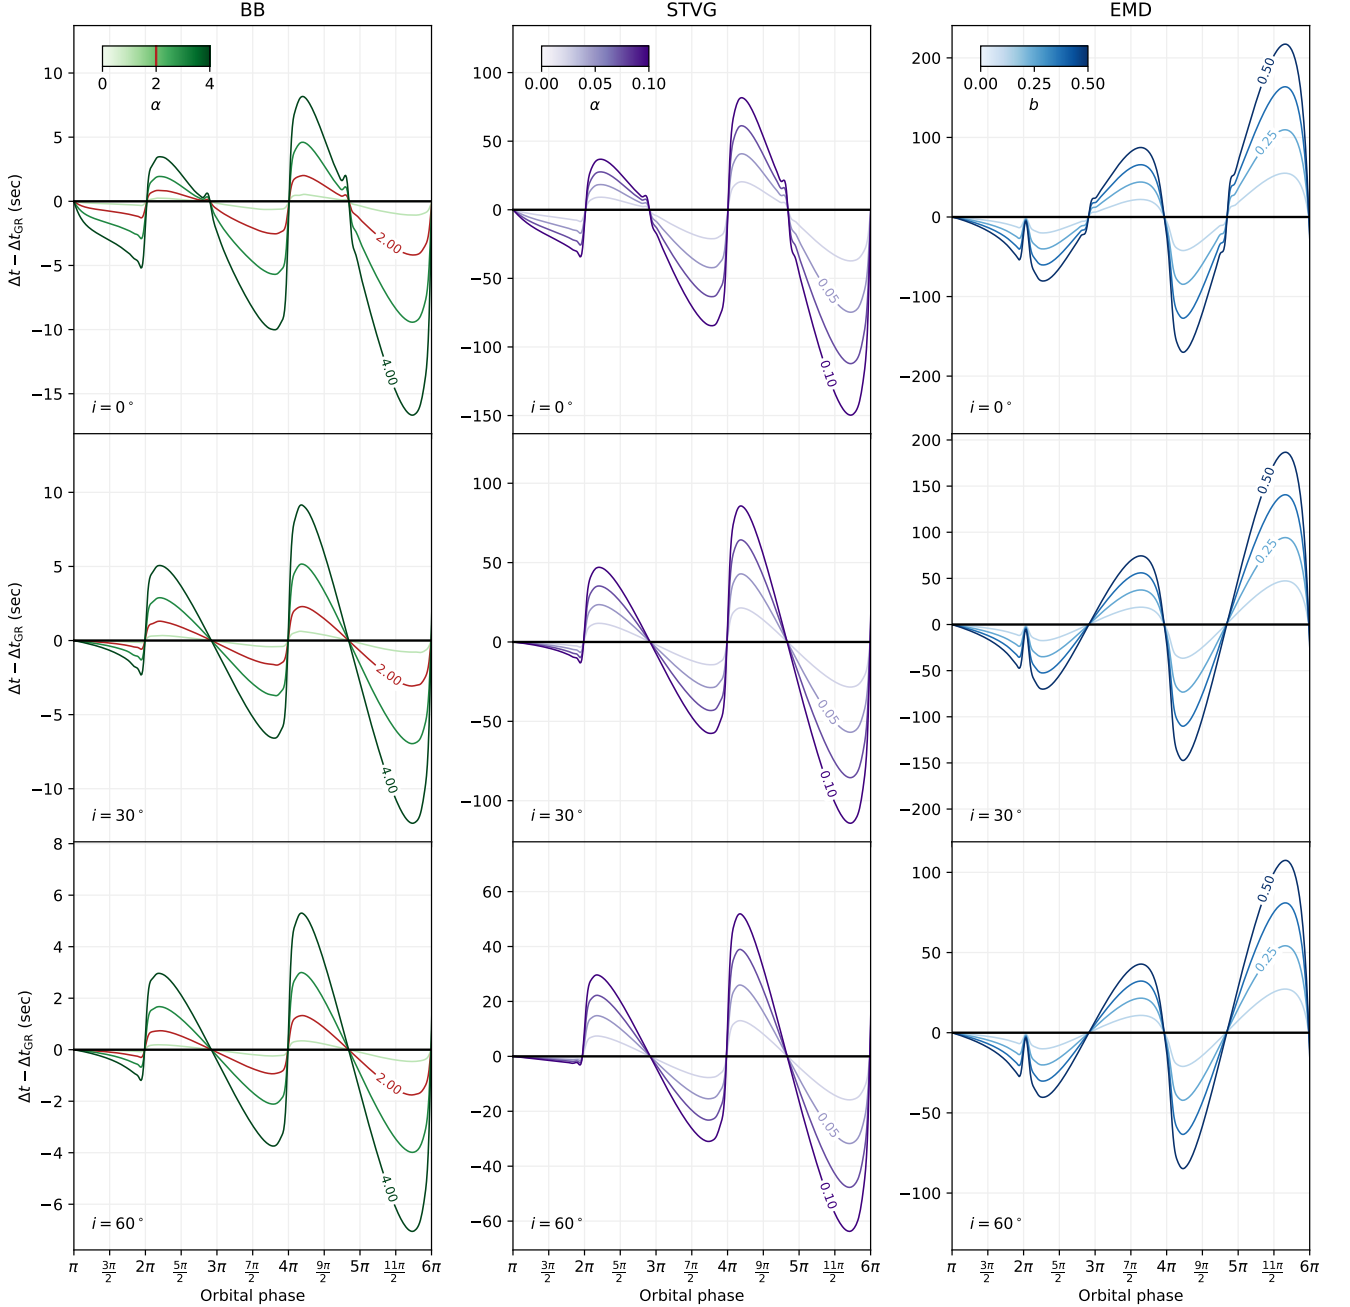 BB STVG EMD
0 2 4
α
0.00 0.05 0.10
α
0.00 0.25 0.50
b
Δt − Δt_GR (sec)
10
5
0
−5
−10
−15
2.00
4.00
i = 0°
100
50
0
−50
−100
−150
0.05
0.10
i = 0°
200
100
0
−100
−200
0.50
0.25
i = 0°
Δt − Δt_GR (sec)
10
5
0
−5
−10
2.00
4.00
i = 30°
100
50
0
−50
−100
0.05
0.10
i = 30°
200
150
100
50
0
−50
−100
−150
−200
0.50
0.25
i = 30°
Δt − Δt_GR (sec)
8
6
4
2
0
−2
−4
−6
2.00
4.00
i = 60°
60
40
20
0
−20
−40
−60
0.05
0.10
i = 60°
100
50
0
−50
−100
0.50
0.25
i = 60°
π 3π/2 2π 5π/2 3π 7π/2 4π 9π/2 5π 11π/2 6π
Orbital phase
π 3π/2 2π 5π/2 3π 7π/2 4π 9π/2 5π 11π/2 6π
Orbital phase
π 3π/2 2π 5π/2 3π 7π/2 4π 9π/2 5π 11π/2 6π
Orbital phase